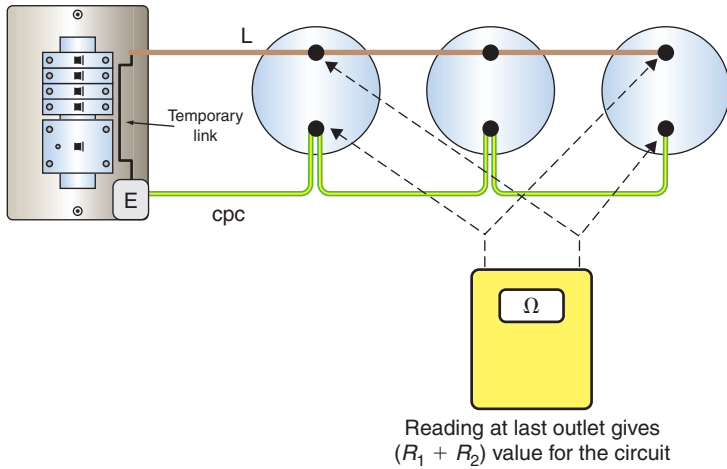 L
Temporary
link
E
cpc
Ω
Reading at last outlet gives
(R₁ + R₂) value for the circuit